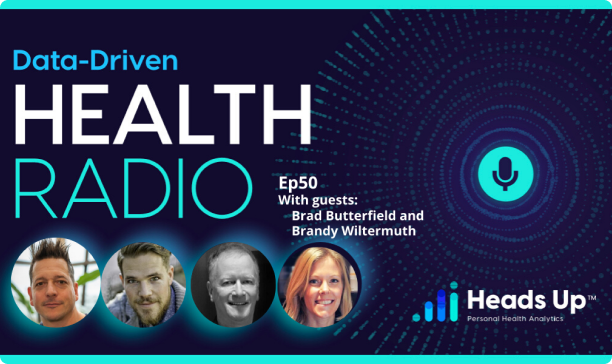 Data-Driven
HEALTH
RADIO
Ep50
With guests:
Brad Butterfield and
Brandy Wiltermuth
Heads Up™
Personal Health Analytics